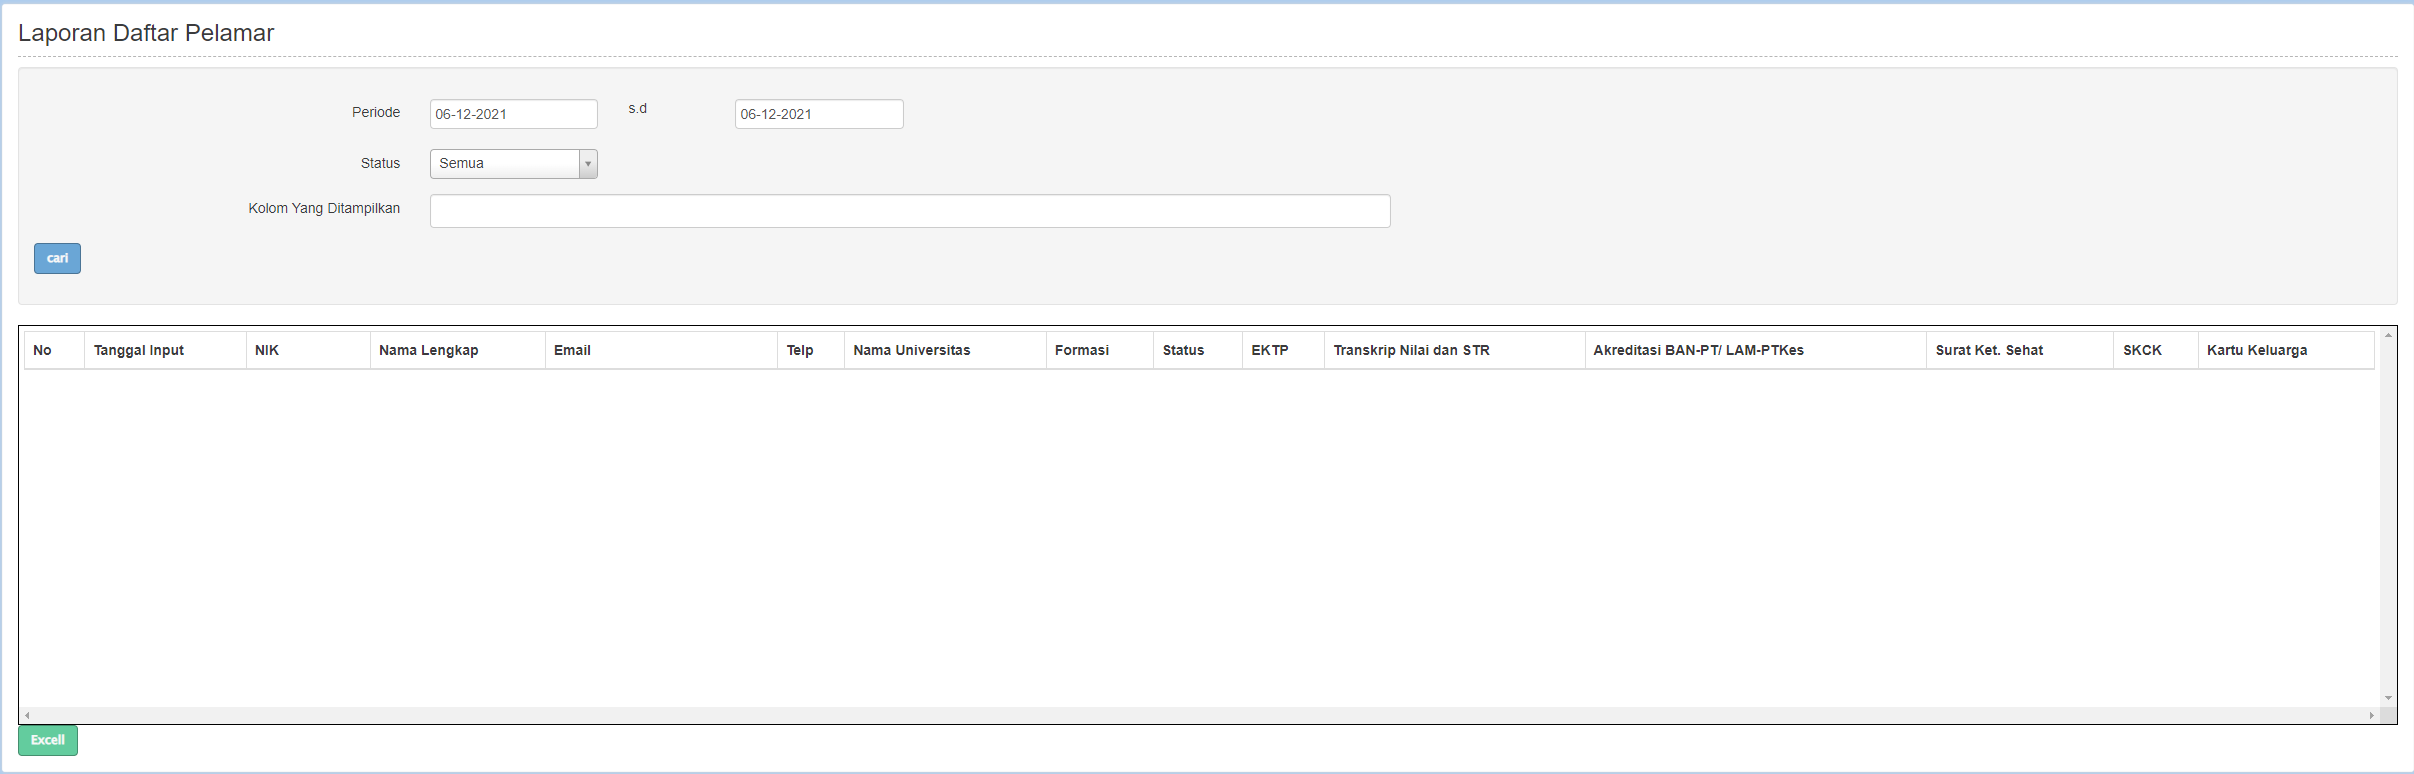 Laporan Daftar Pelamar
Periode 06-12-2021 s.d 06-12-2021
Status Semua
Kolom Yang Ditampilkan
cari
No Tanggal Input NIK Nama Lengkap Email Telp Nama Universitas Formasi Status EKTP Transkrip Nilai dan STR Akreditasi BAN-PT/ LAM-PTKes Surat Ket. Sehat SKCK Kartu Keluarga
Excell